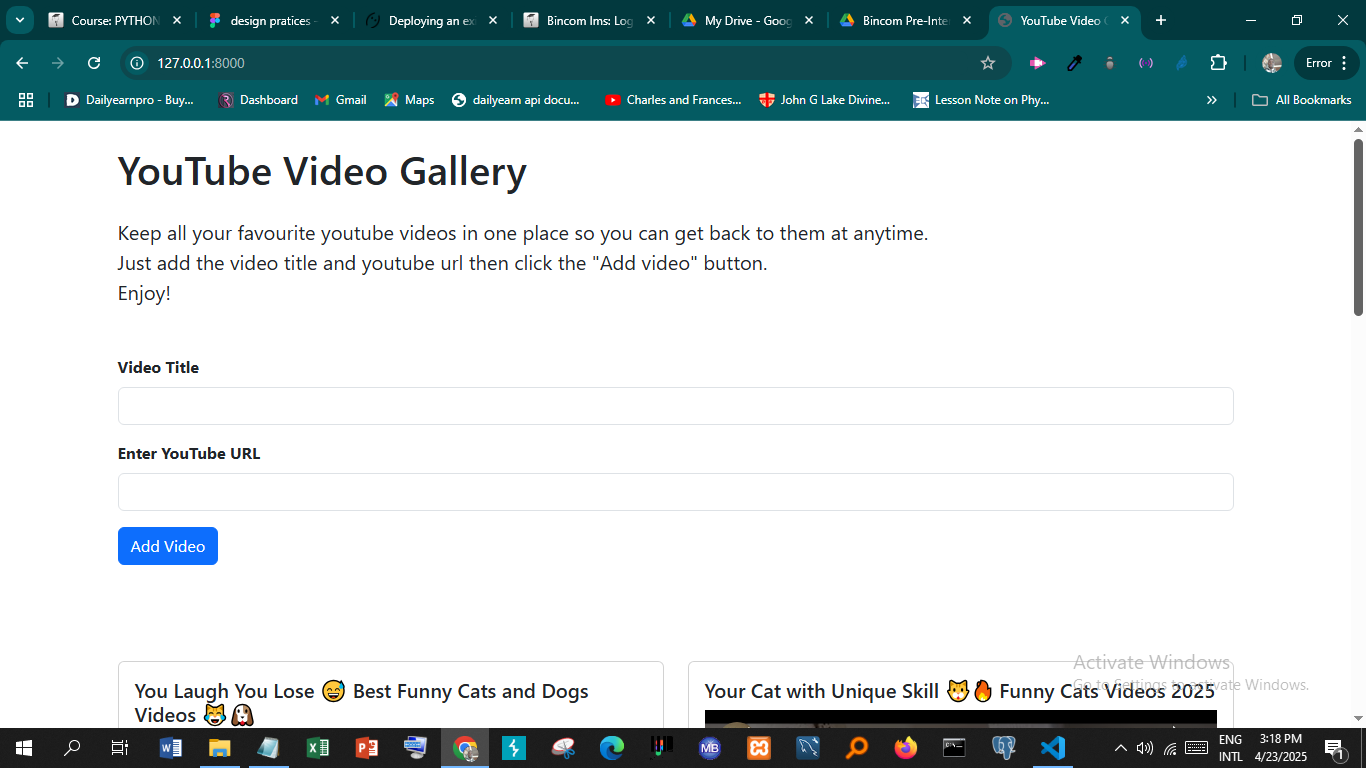 Course: PYTHON
design pratices -
Deploying an ex
Bincom lms: Log
My Drive - Goog
Bincom Pre-Inte
YouTube Video G
127.0.0.1:8000
Error
Dailyearnpro - Buy...
Dashboard
Gmail
Maps
dailyearn api docu...
Charles and Frances...
John G Lake Divine...
Lesson Note on Phy...
All Bookmarks
YouTube Video Gallery
Keep all your favourite youtube videos in one place so you can get back to them at anytime.
Just add the video title and youtube url then click the "Add video" button.
Enjoy!
Video Title
Enter YouTube URL
Add Video
You Laugh You Lose 😅 Best Funny Cats and Dogs
Videos 😹🐶
Your Cat with Unique Skill 😺🔥 Funny Cats Videos 2025
Activate Windows
Go to Settings to activate Windows.
MB
ENG
INTL
3:18 PM
4/23/2025
1